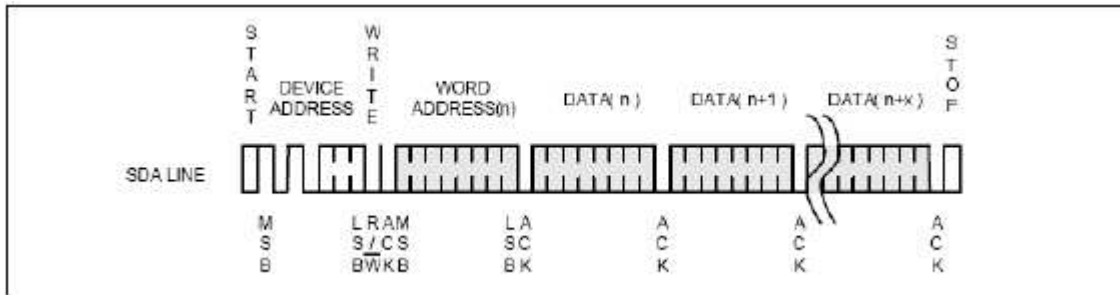 START
WRITE
STOP
DEVICE ADDRESS
WORD ADDRESS(n)
DATA( n )
DATA( n+1 )
DATA( n+x )
SDA LINE
MSB
LSB
R/W
ACK
MSB
LSB
ACK
ACK
ACK
ACK